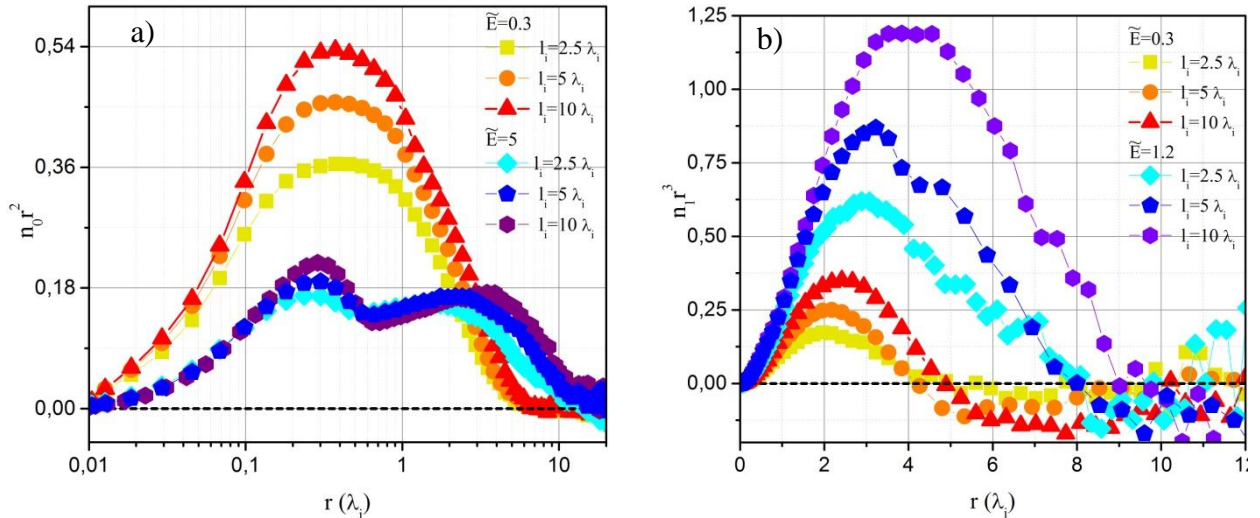 a)
Ẽ=0.3
lᵢ=2.5 λᵢ
lᵢ=5 λᵢ
lᵢ=10 λᵢ
Ẽ=5
lᵢ=2.5 λᵢ
lᵢ=5 λᵢ
lᵢ=10 λᵢ
0,54
0,36
0,18
0,00
n₀r²
0,01
0,1
1
10
r (λᵢ)
b)
Ẽ=0.3
lᵢ=2.5 λᵢ
lᵢ=5 λᵢ
lᵢ=10 λᵢ
Ẽ=1.2
lᵢ=2.5 λᵢ
lᵢ=5 λᵢ
lᵢ=10 λᵢ
1,25
1,00
0,75
0,50
0,25
0,00
n₁r³
0
2
4
6
8
10
12
r (λᵢ)